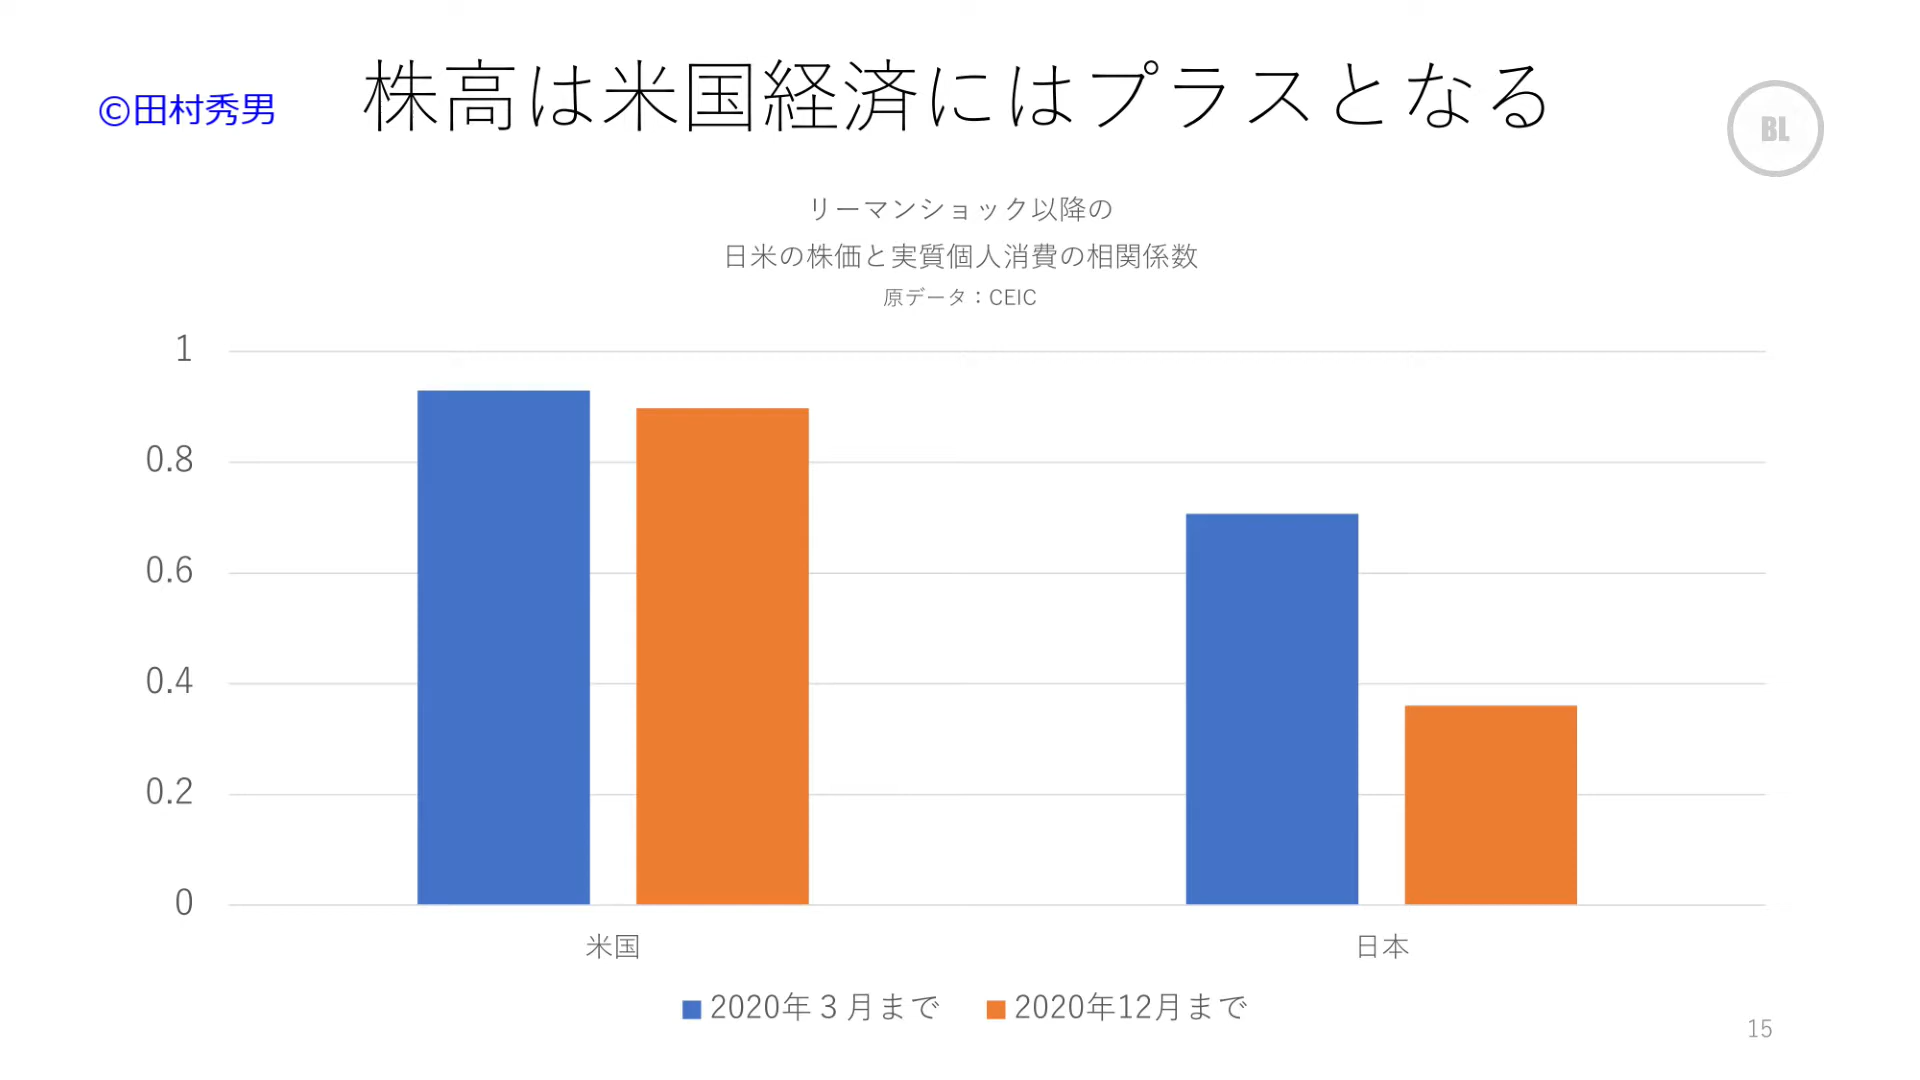 ©田村秀男
株高は米国経済にはプラスとなる
BL
リーマンショック以降の
日米の株価と実質個人消費の相関係数
原データ：CEIC
1
0.8
0.6
0.4
0.2
0
米国
日本
2020年３月まで
2020年12月まで
15